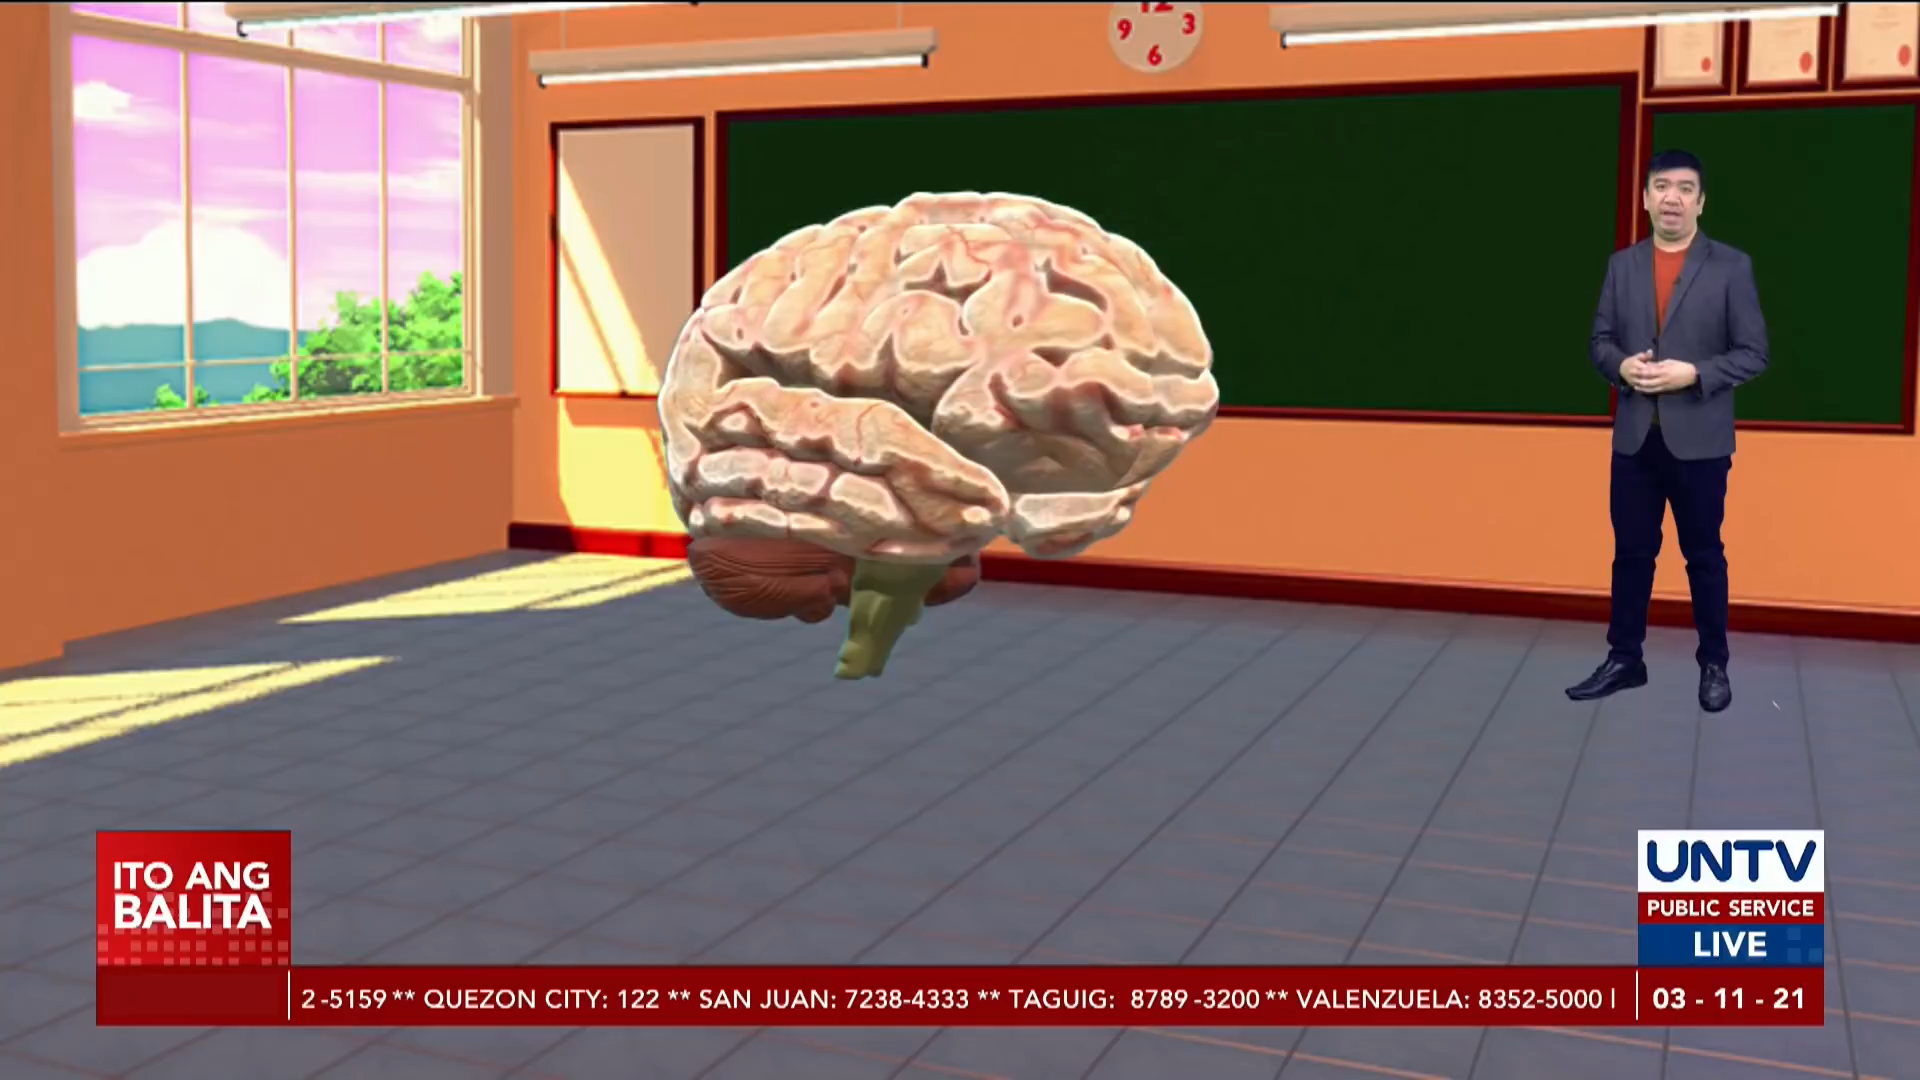 12
9 3
6
ITO ANG
BALITA
UNTV
PUBLIC SERVICE
LIVE
2 -5159 ** QUEZON CITY: 122 ** SAN JUAN: 7238-4333 ** TAGUIG: 8789 -3200 ** VALENZUELA: 8352-5000 |
03 - 11 - 21